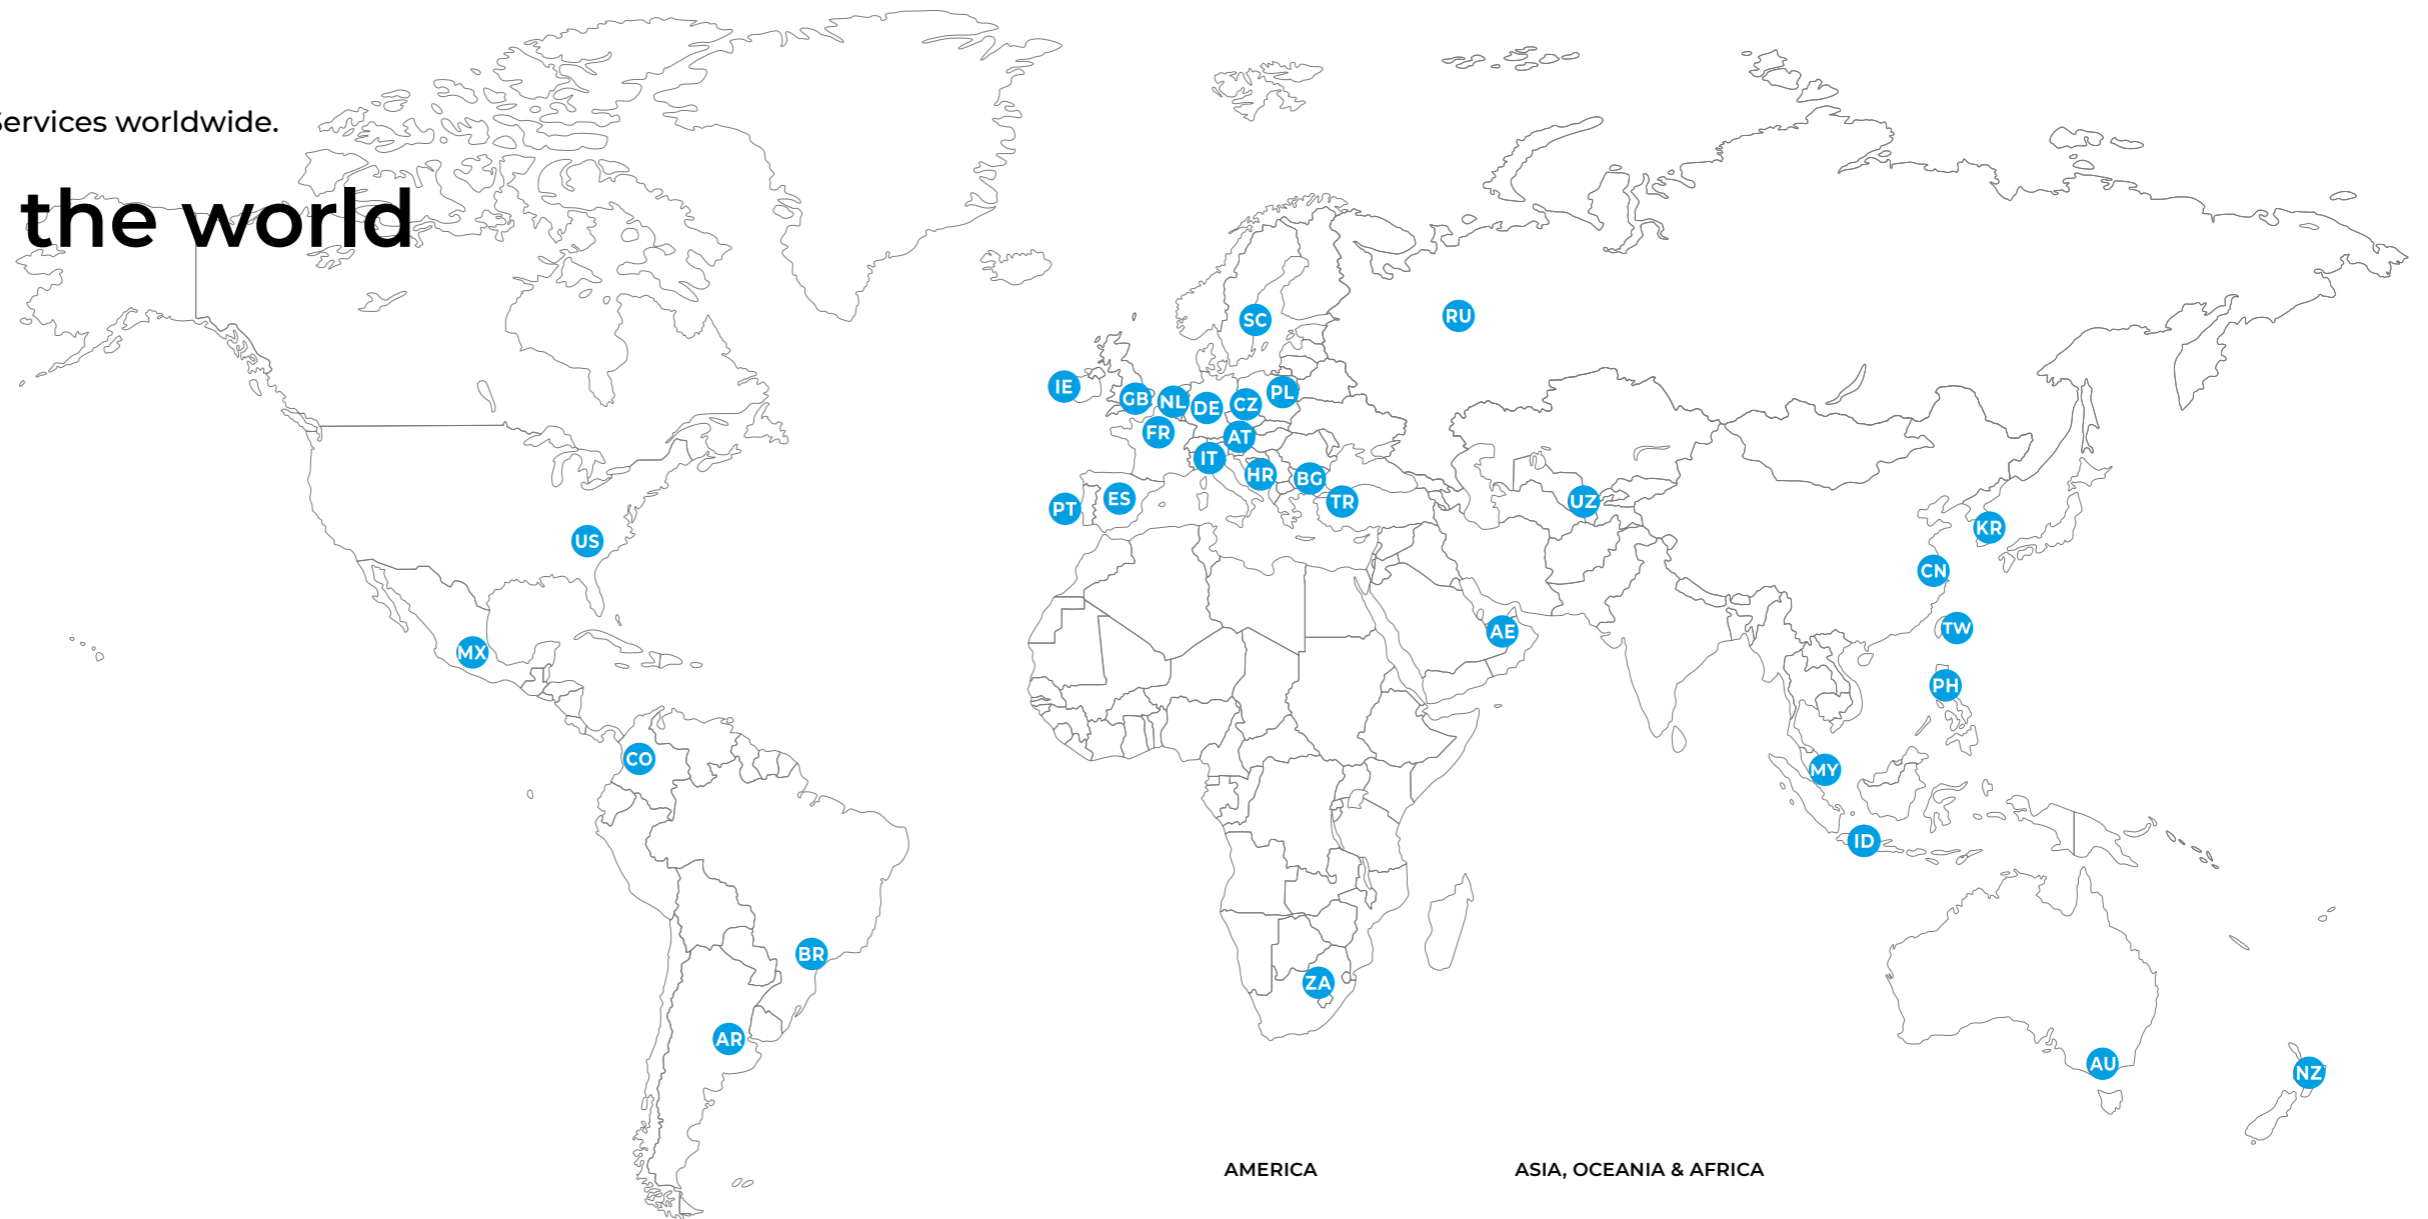 Services worldwide.
the world
SC
RU
IE
GB
NL
DE
CZ
PL
FR
AT
IT
HR
BG
TR
PT
ES
UZ
US
KR
CN
TW
AE
MX
PH
CO
MY
ID
BR
ZA
AR
AU
NZ
AMERICA
ASIA, OCEANIA & AFRICA